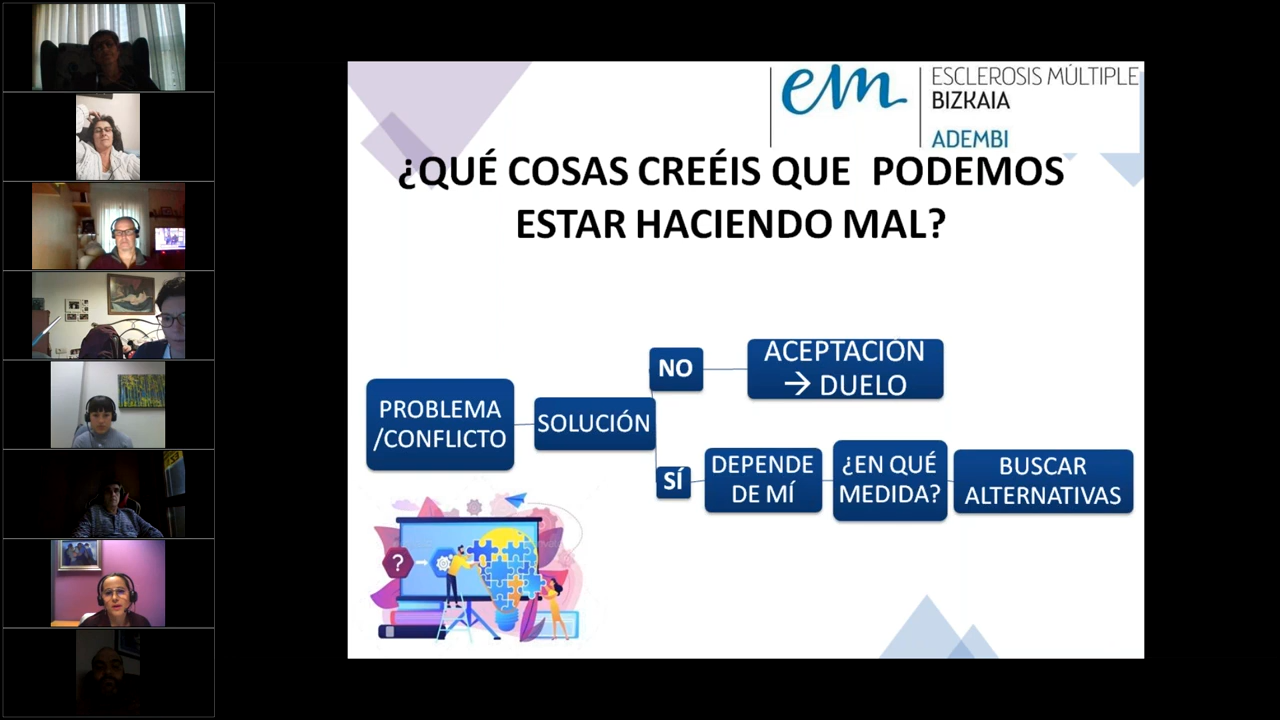 em
ESCLEROSIS MÚLTIPLE
BIZKAIA
ADEMBI
¿QUÉ COSAS CREÉIS QUE PODEMOS
ESTAR HACIENDO MAL?
PROBLEMA
/CONFLICTO
SOLUCIÓN
NO
ACEPTACIÓN
→ DUELO
SÍ
DEPENDE
DE MÍ
¿EN QUÉ
MEDIDA?
BUSCAR
ALTERNATIVAS
?